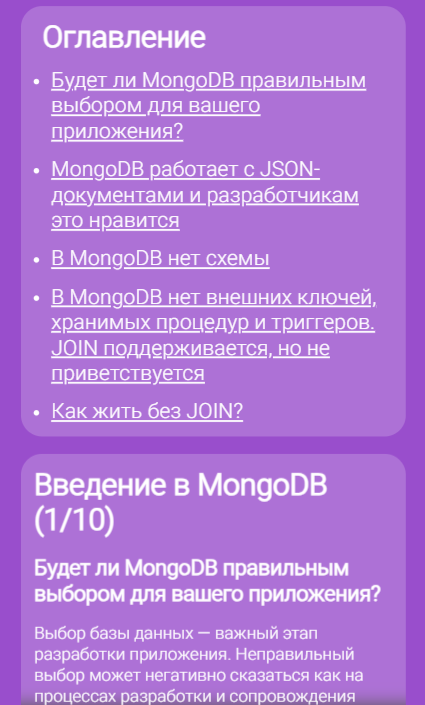 Оглавление
• Будет ли MongoDB правильным
выбором для вашего
приложения?
• MongoDB работает с JSON-
документами и разработчикам
это нравится
• В MongoDB нет схемы
• В MongoDB нет внешних ключей,
хранимых процедур и триггеров.
JOIN поддерживается, но не
приветствуется
• Как жить без JOIN?
Введение в MongoDB
(1/10)
Будет ли MongoDB правильным
выбором для вашего приложения?
Выбор базы данных — важный этап
разработки приложения. Неправильный
выбор может негативно сказаться как на
процессах разработки и сопровождения